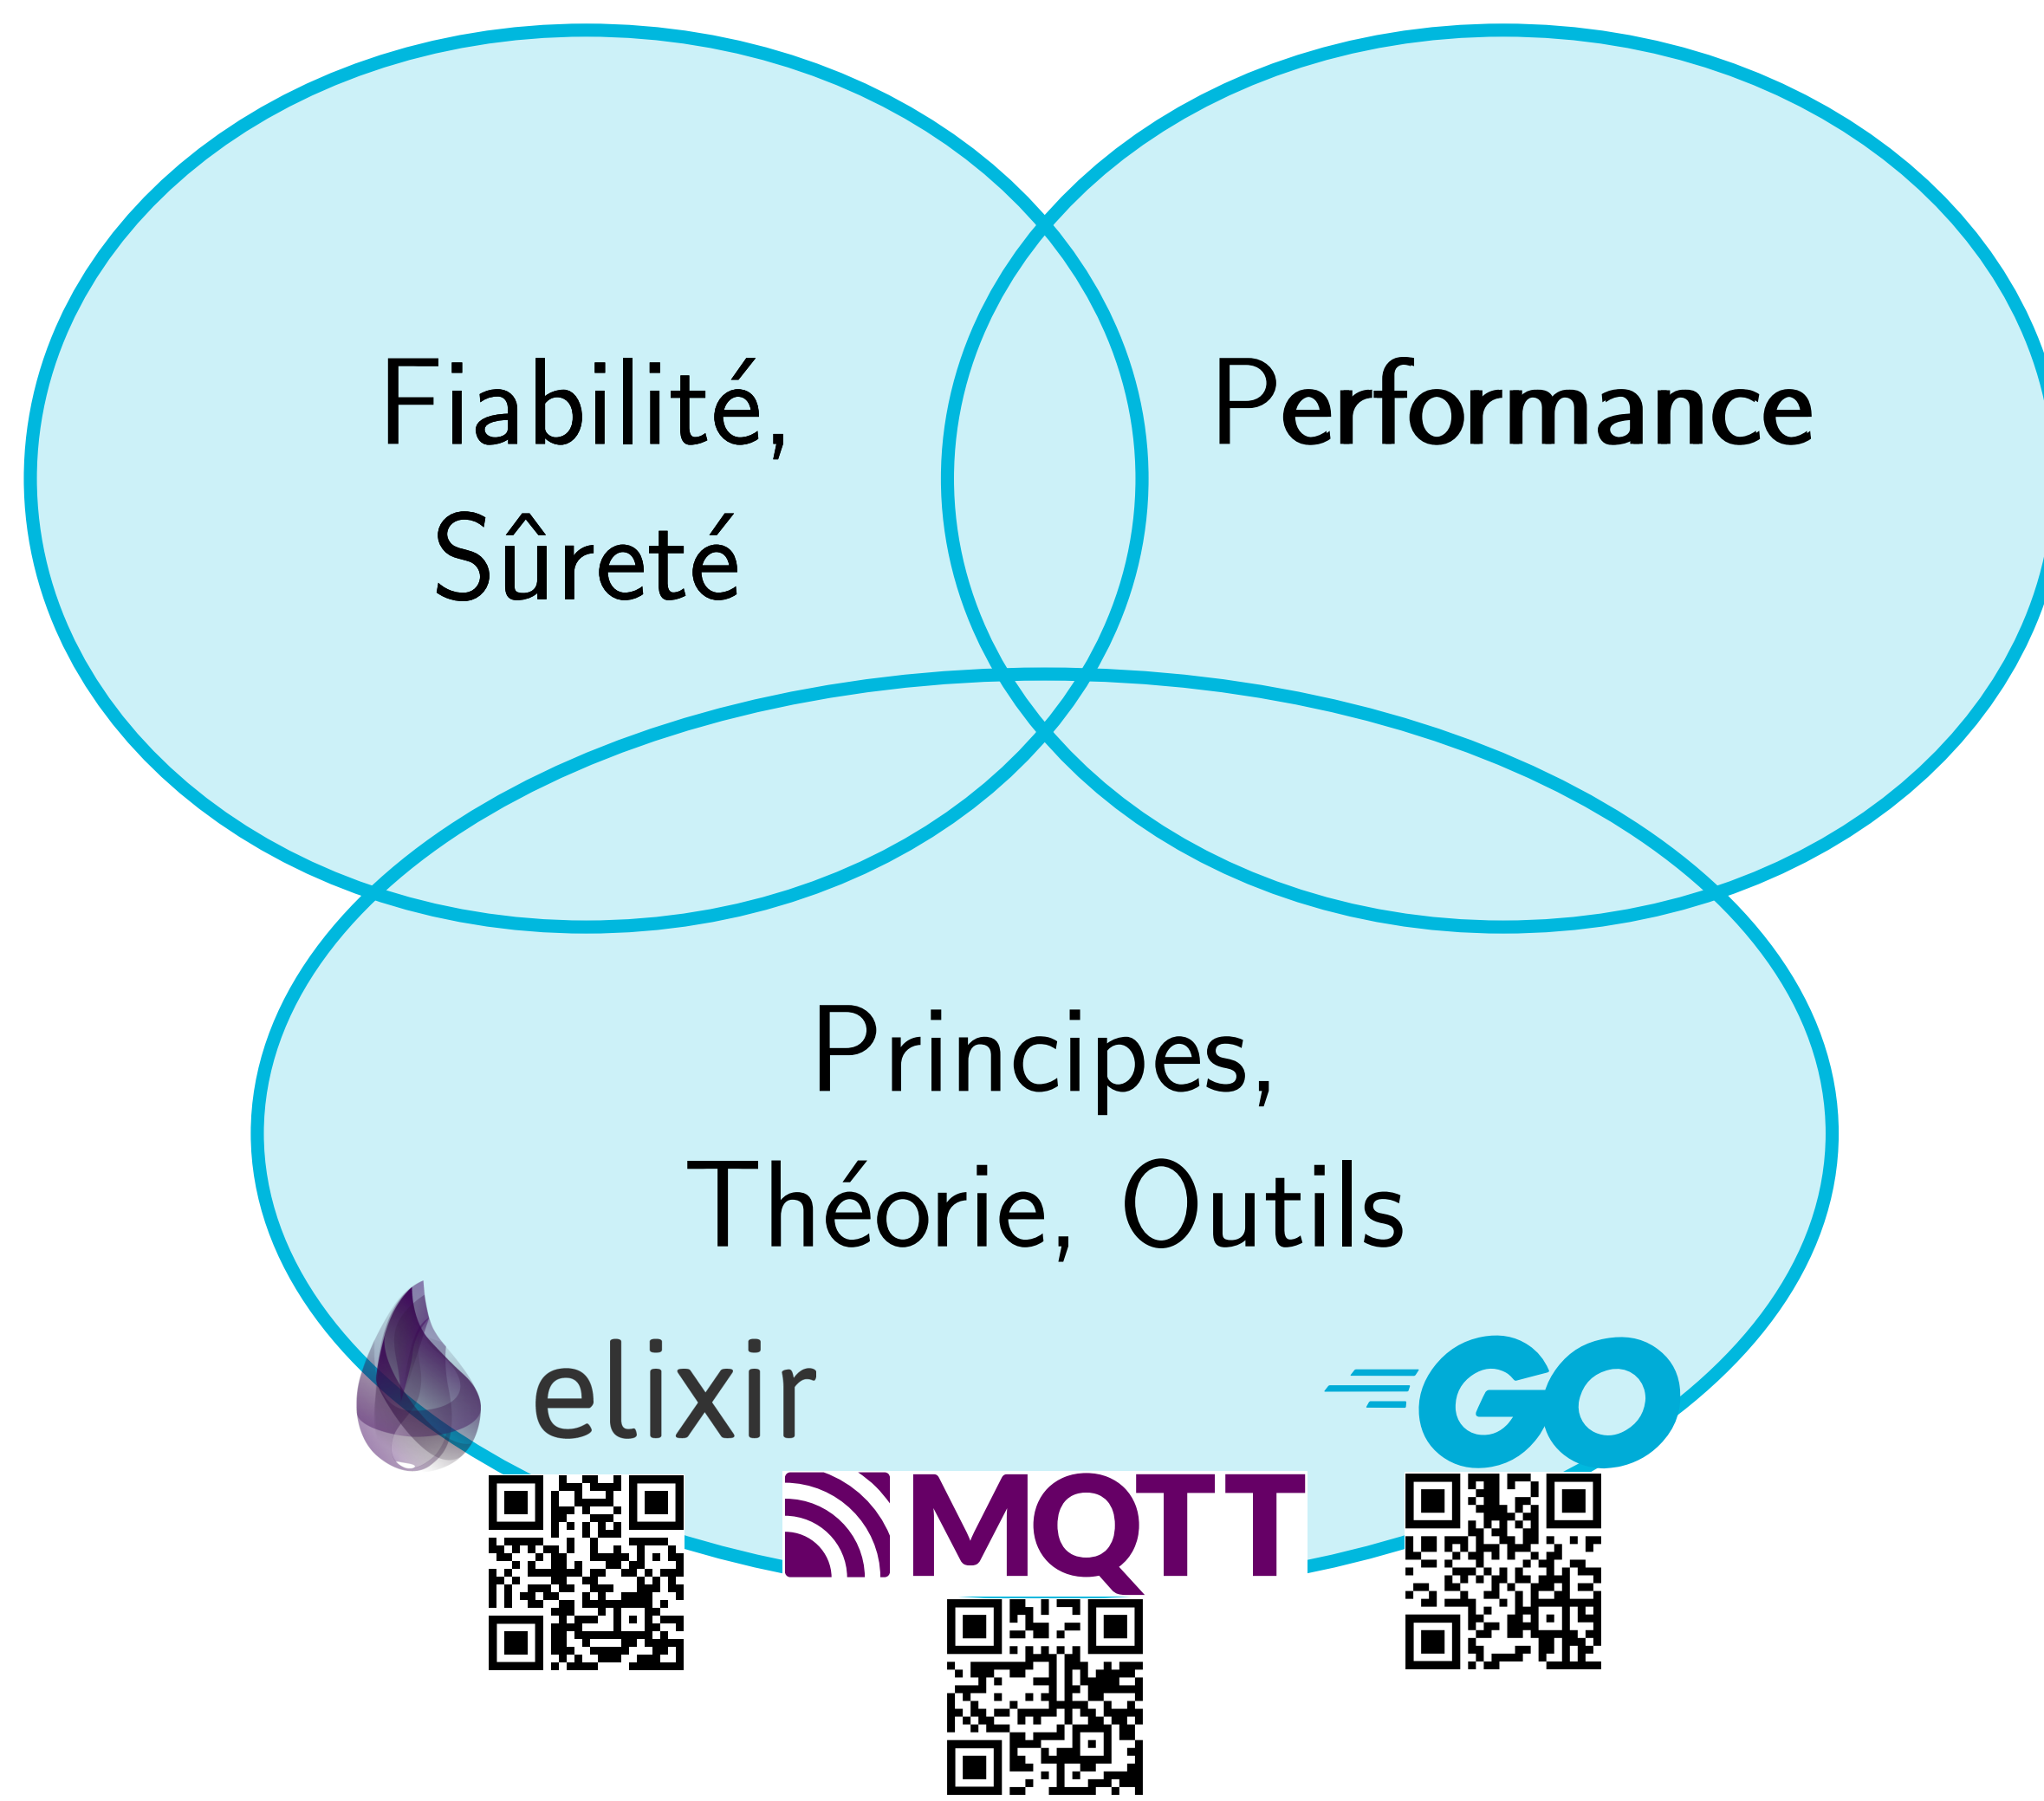 Fiabilité,
Sûreté
Performance
Principes,
Théorie, Outils
elixir
GO
MQTT